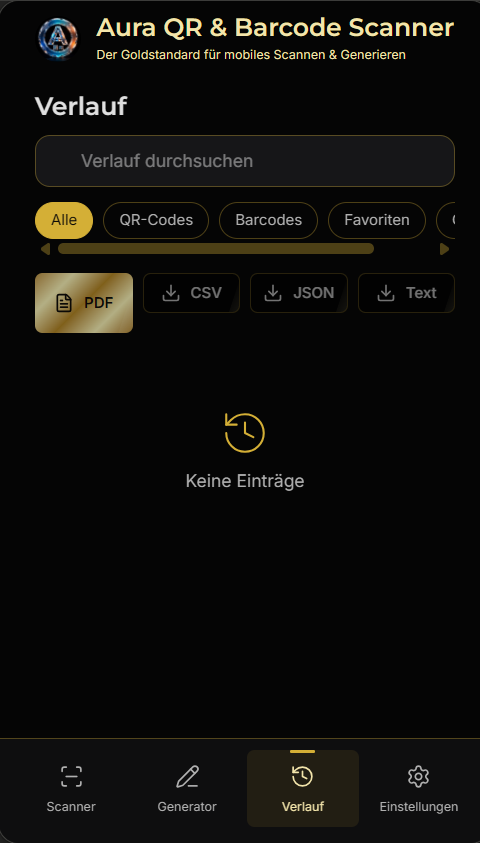 Aura QR & Barcode Scanner
Der Goldstandard für mobiles Scannen & Generieren
Verlauf
Verlauf durchsuchen
Alle QR-Codes Barcodes Favoriten
PDF CSV JSON Text
Keine Einträge
Scanner Generator Verlauf Einstellungen